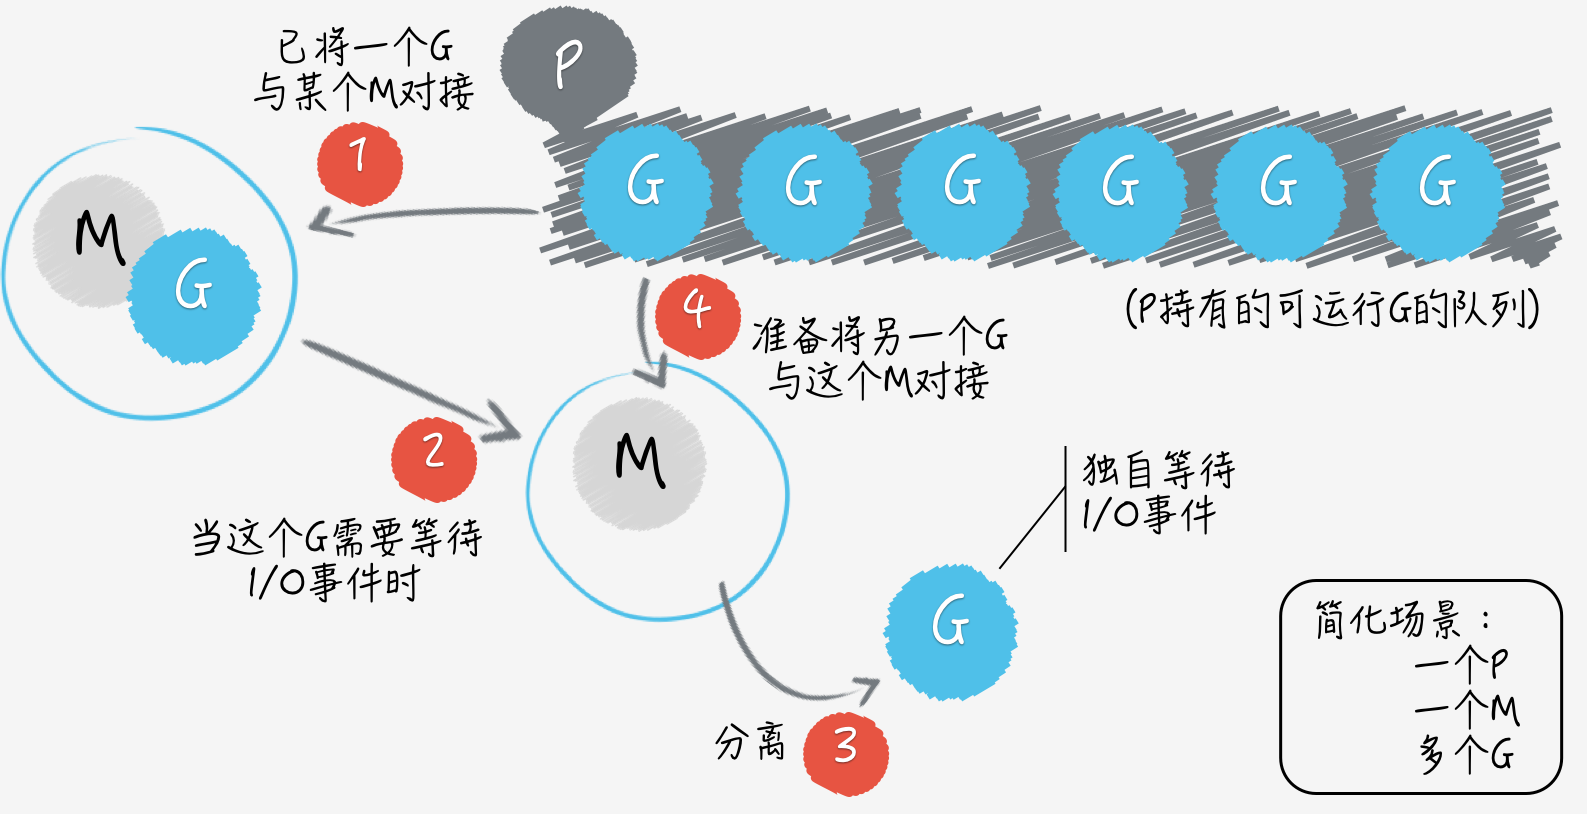 已将一个G
与某个M对接
P
1
G G G G G G
M
G
4
(P持有的可运行G的队列)
准备将另一个G
与这个M对接
2
M
当这个G需要等待
I/O事件时
独自等待
I/O事件
G
分离
3
简化场景：
一个P
一个M
多个G